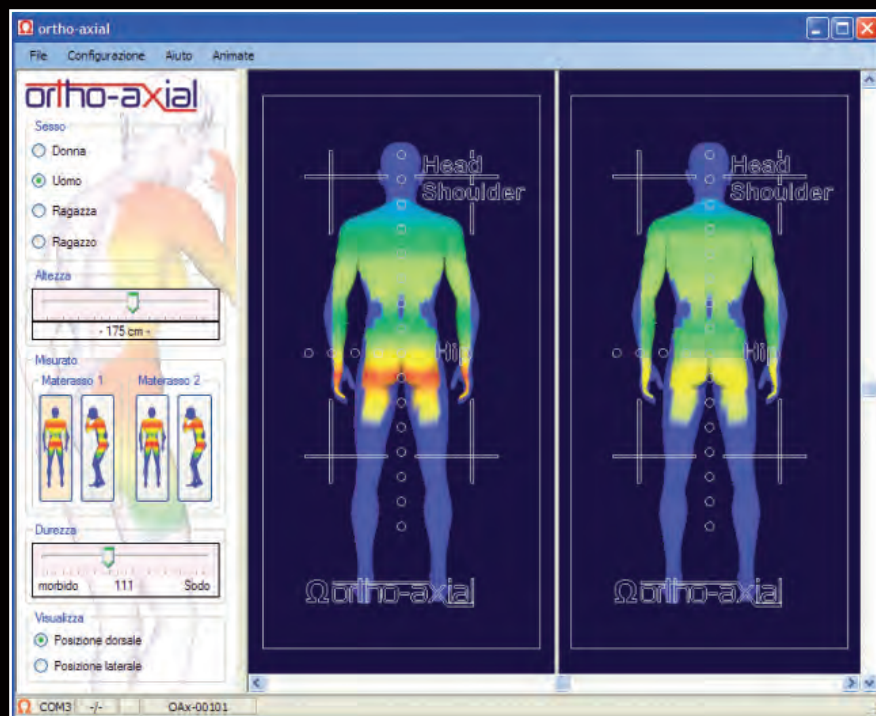 ortho-axial
File Configurazione Aiuto Animate
ortho-axial
Sesso
Donna
Uomo
Ragazza
Ragazzo
Altezza
- 175 cm -
Misurato
Materasso 1 Materasso 2
Durezza
morbido 111 Sodo
Visualizza
Posizione dorsale
Posizione laterale
Head
Shoulder
Hip
Ω ortho-axial
Head
Shoulder
Hip
Ω ortho-axial
Ω COM3 -/- OAx-00101